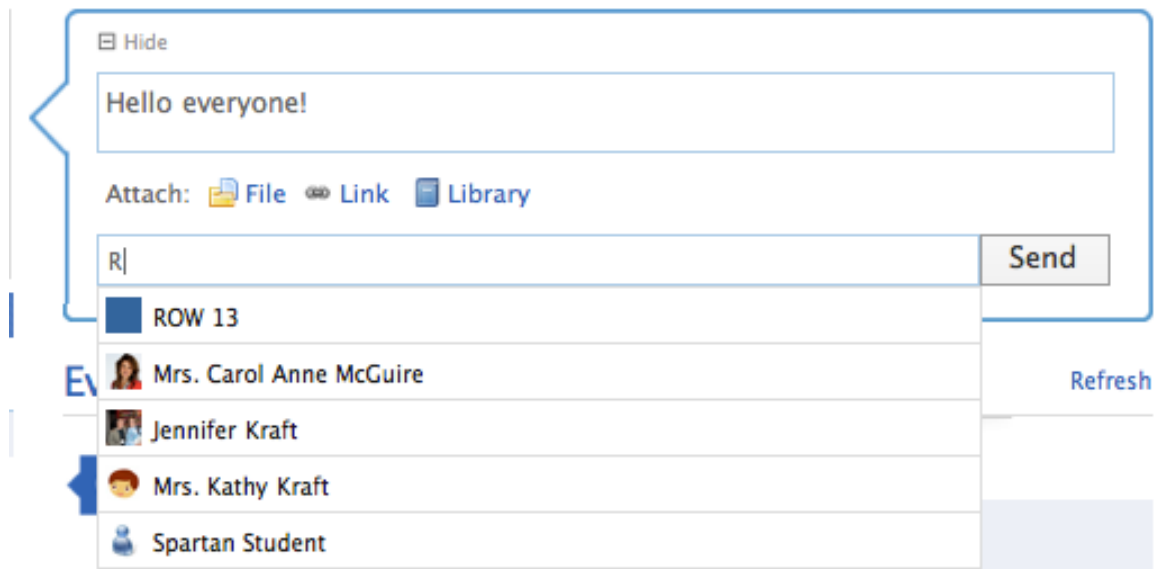 Hide
Hello everyone!
Attach: File Link Library
R
Send
ROW 13
Mrs. Carol Anne McGuire
Ev
Refresh
Jennifer Kraft
Mrs. Kathy Kraft
Spartan Student